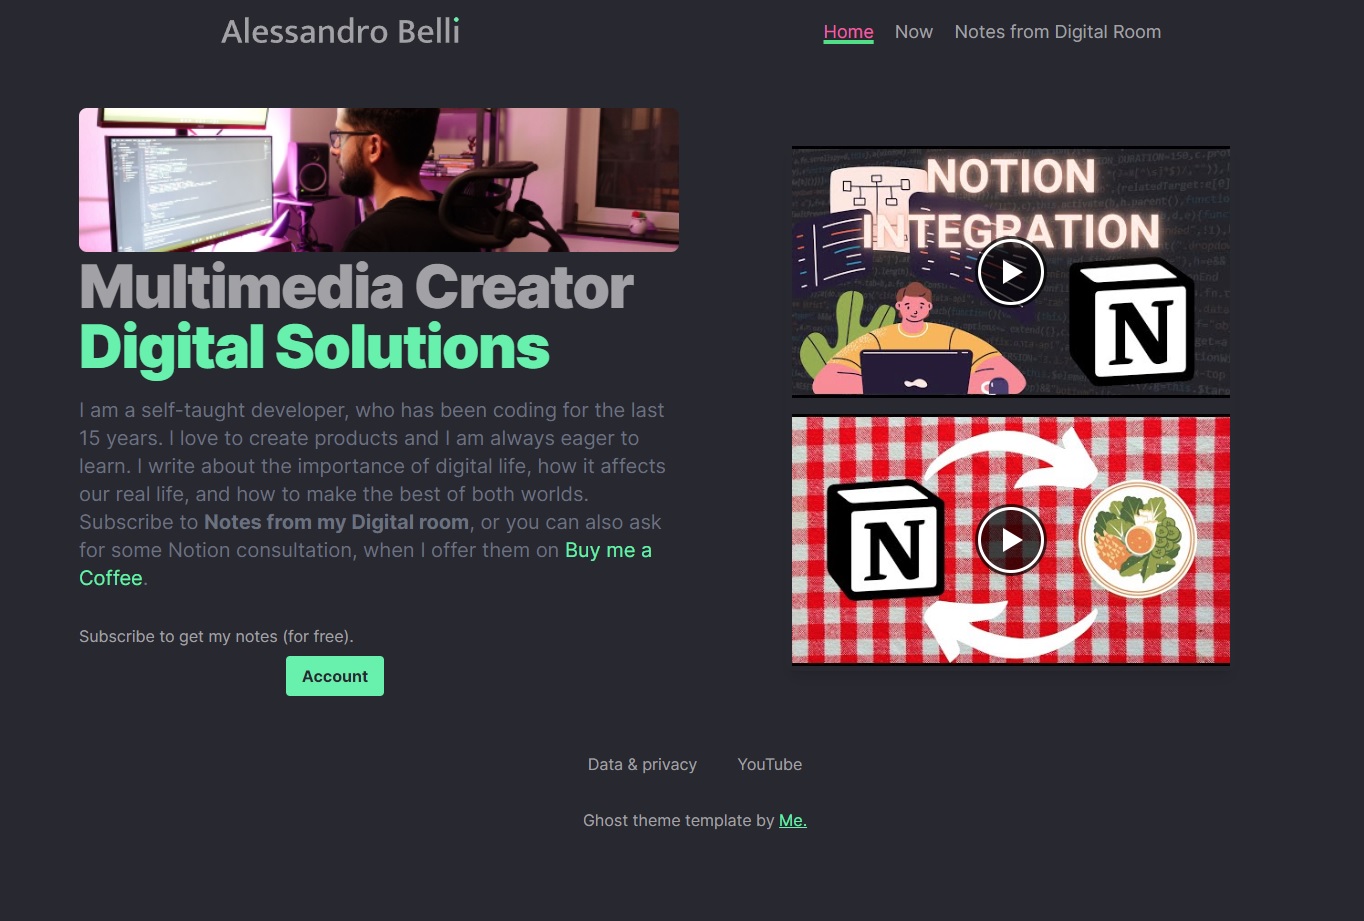 Alessandro Belli
Home Now Notes from Digital Room
NOTION
INTEGRATION
N
Multimedia Creator
Digital Solutions
I am a self-taught developer, who has been coding for the last
15 years. I love to create products and I am always eager to
learn. I write about the importance of digital life, how it affects
our real life, and how to make the best of both worlds.
Subscribe to Notes from my Digital room, or you can also ask
for some Notion consultation, when I offer them on Buy me a
Coffee.
N
Subscribe to get my notes (for free).
Account
Data & privacy YouTube
Ghost theme template by Me.